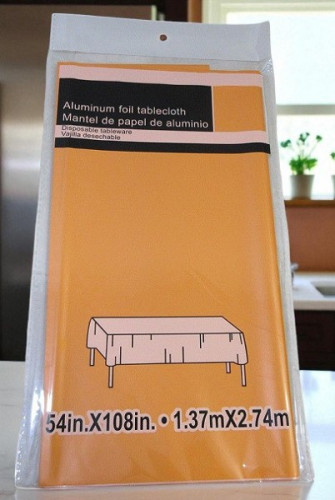 Aluminum foil tablecloth
Mantel de papel de aluminio
Disposable tableware
Vajilla desechable
54in.X108in. • 1.37mX2.74m